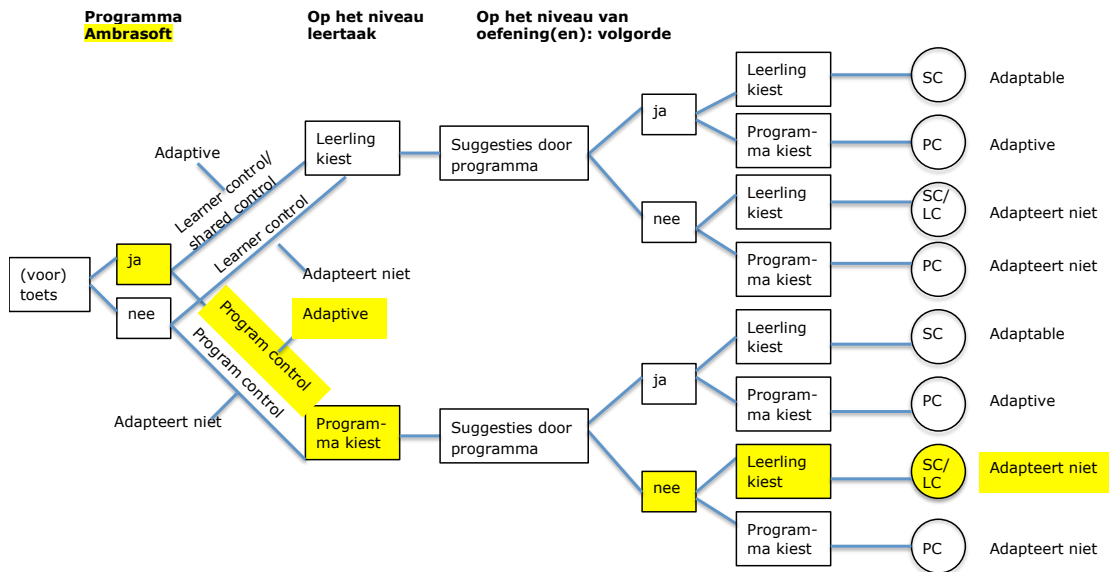 Programma
Ambrasoft
Op het niveau
leertaak
Op het niveau van
oefening(en): volgorde
(voor)
toets
ja
nee
Adaptive
Learner control/
shared control
Learner control
Adapteert niet
Program control
Adaptive
Program control
Adapteert niet
Leerling
kiest
Suggesties door
programma
ja
Leerling
kiest
SC
Adaptable
Program-
ma kiest
PC
Adaptive
nee
Leerling
kiest
SC/
LC
Adapteert niet
Program-
ma kiest
PC
Adapteert niet
Program-
ma kiest
Suggesties door
programma
ja
Leerling
kiest
SC
Adaptable
Program-
ma kiest
PC
Adaptive
nee
Leerling
kiest
SC/
LC
Adapteert niet
Program-
ma kiest
PC
Adapteert niet